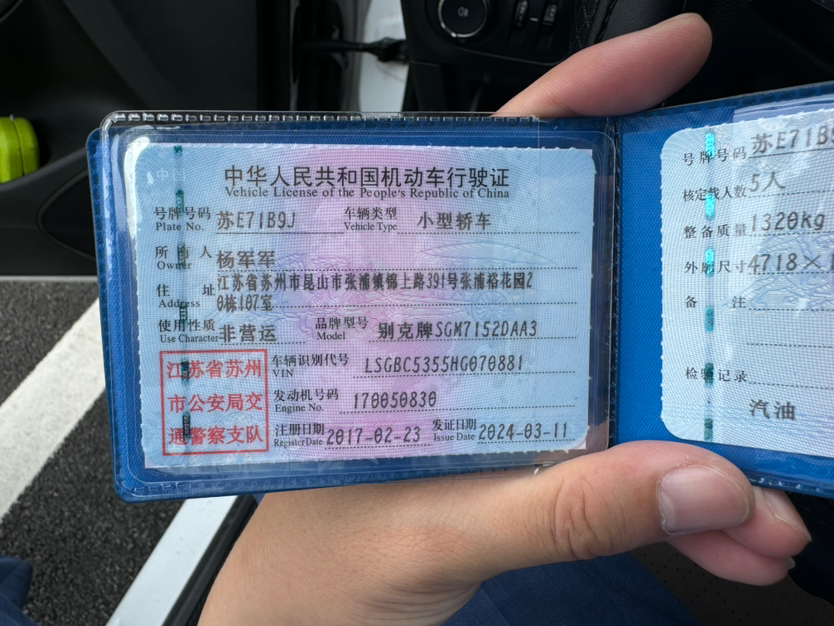 中华人民共和国机动车行驶证
Vehicle License of the People's Republic of China
号牌号码 苏E71B9J 车辆类型 小型轿车
Plate No. Vehicle Type
所有人 杨军军
Owner
住址 江苏省苏州市昆山市张浦镇锦上路391号张浦裕花园2
Address 0栋107室
使用性质 非营运 品牌型号 别克牌SGM7152DAA3
Use Character Model
江苏省苏州
市公安局交
通警察支队
车辆识别代号 LSGBC5355HG070881
VIN
发动机号码 170050830
Engine No.
注册日期 2017-02-23 发证日期 2024-03-11
Register Date Issue Date
号牌号码 苏E71B9
核定载人数 5人
整备质量 1320kg
外廓尺寸 4718×1
备注
检验记录
汽油